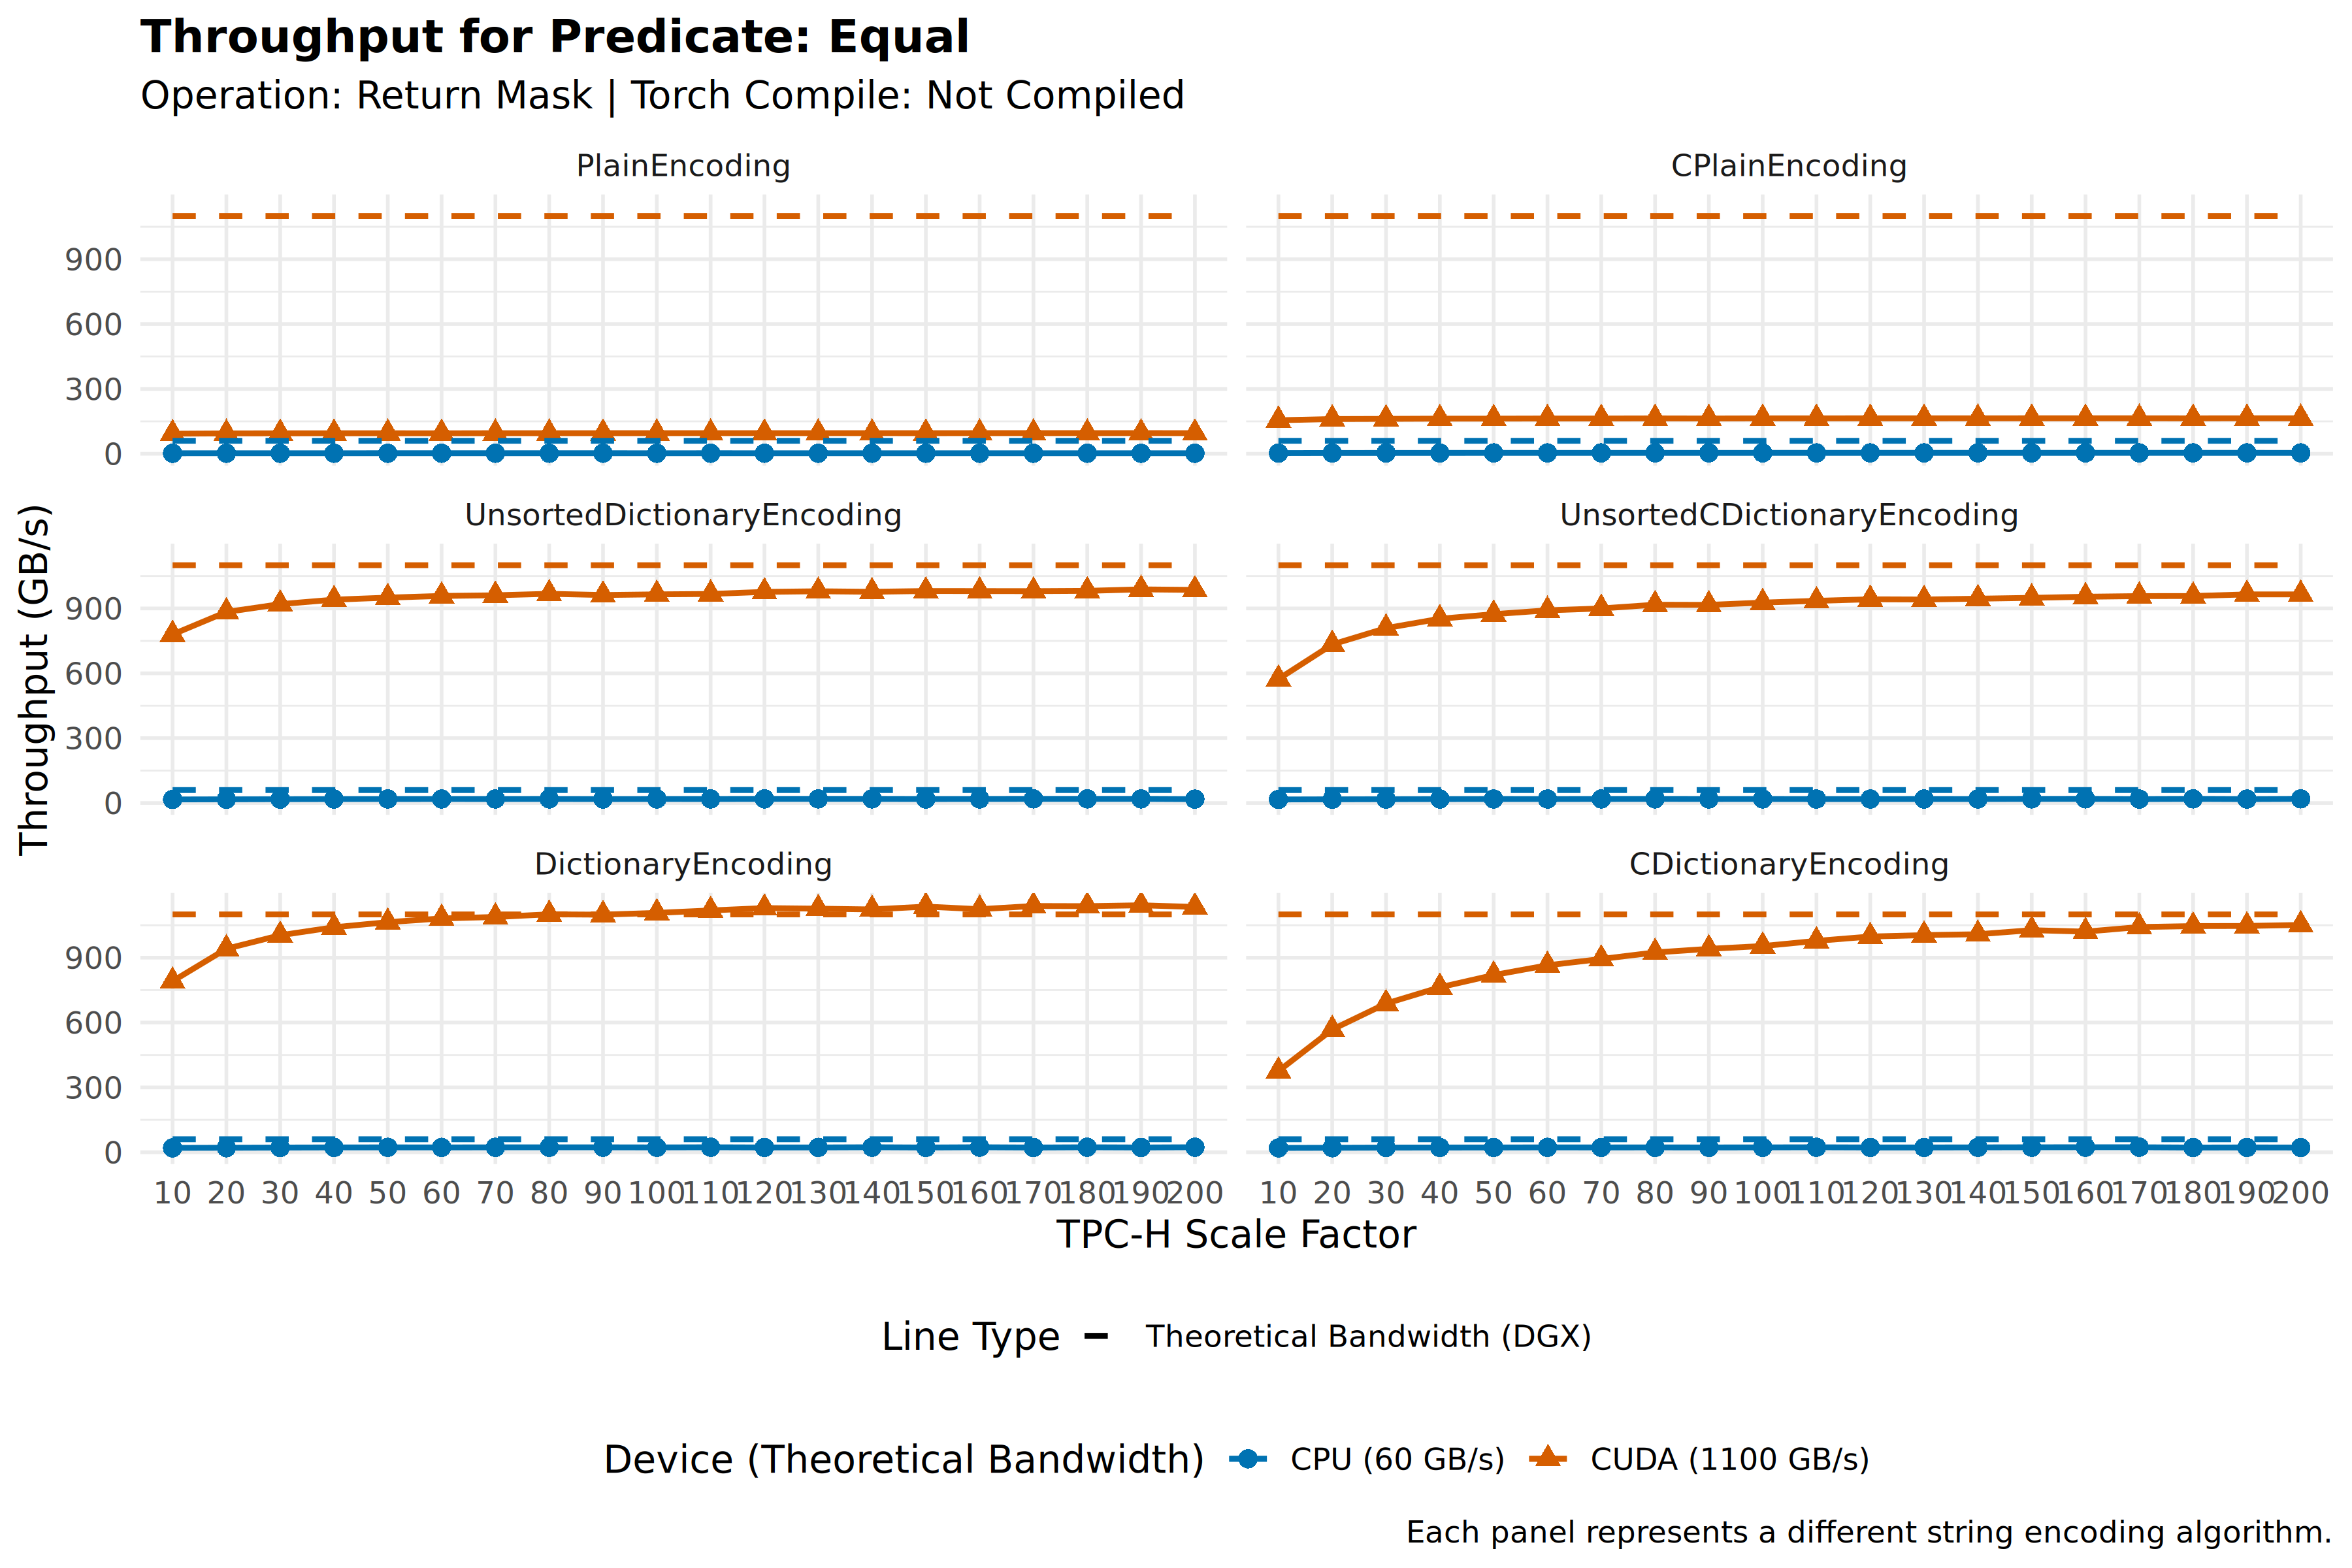 Throughput for Predicate: Equal
Operation: Return Mask | Torch Compile: Not Compiled
PlainEncoding
CPlainEncoding
900
600
300
0
UnsortedDictionaryEncoding
UnsortedCDictionaryEncoding
900
600
300
0
Throughput (GB/s)
DictionaryEncoding
CDictionaryEncoding
900
600
300
0
10 20 30 40 50 60 70 80 90 100 110 120 130 140 150 160 170 180 190 200
10 20 30 40 50 60 70 80 90 100 110 120 130 140 150 160 170 180 190 200
TPC-H Scale Factor
Line Type Theoretical Bandwidth (DGX)
Device (Theoretical Bandwidth) CPU (60 GB/s) CUDA (1100 GB/s)
Each panel represents a different string encoding algorithm.